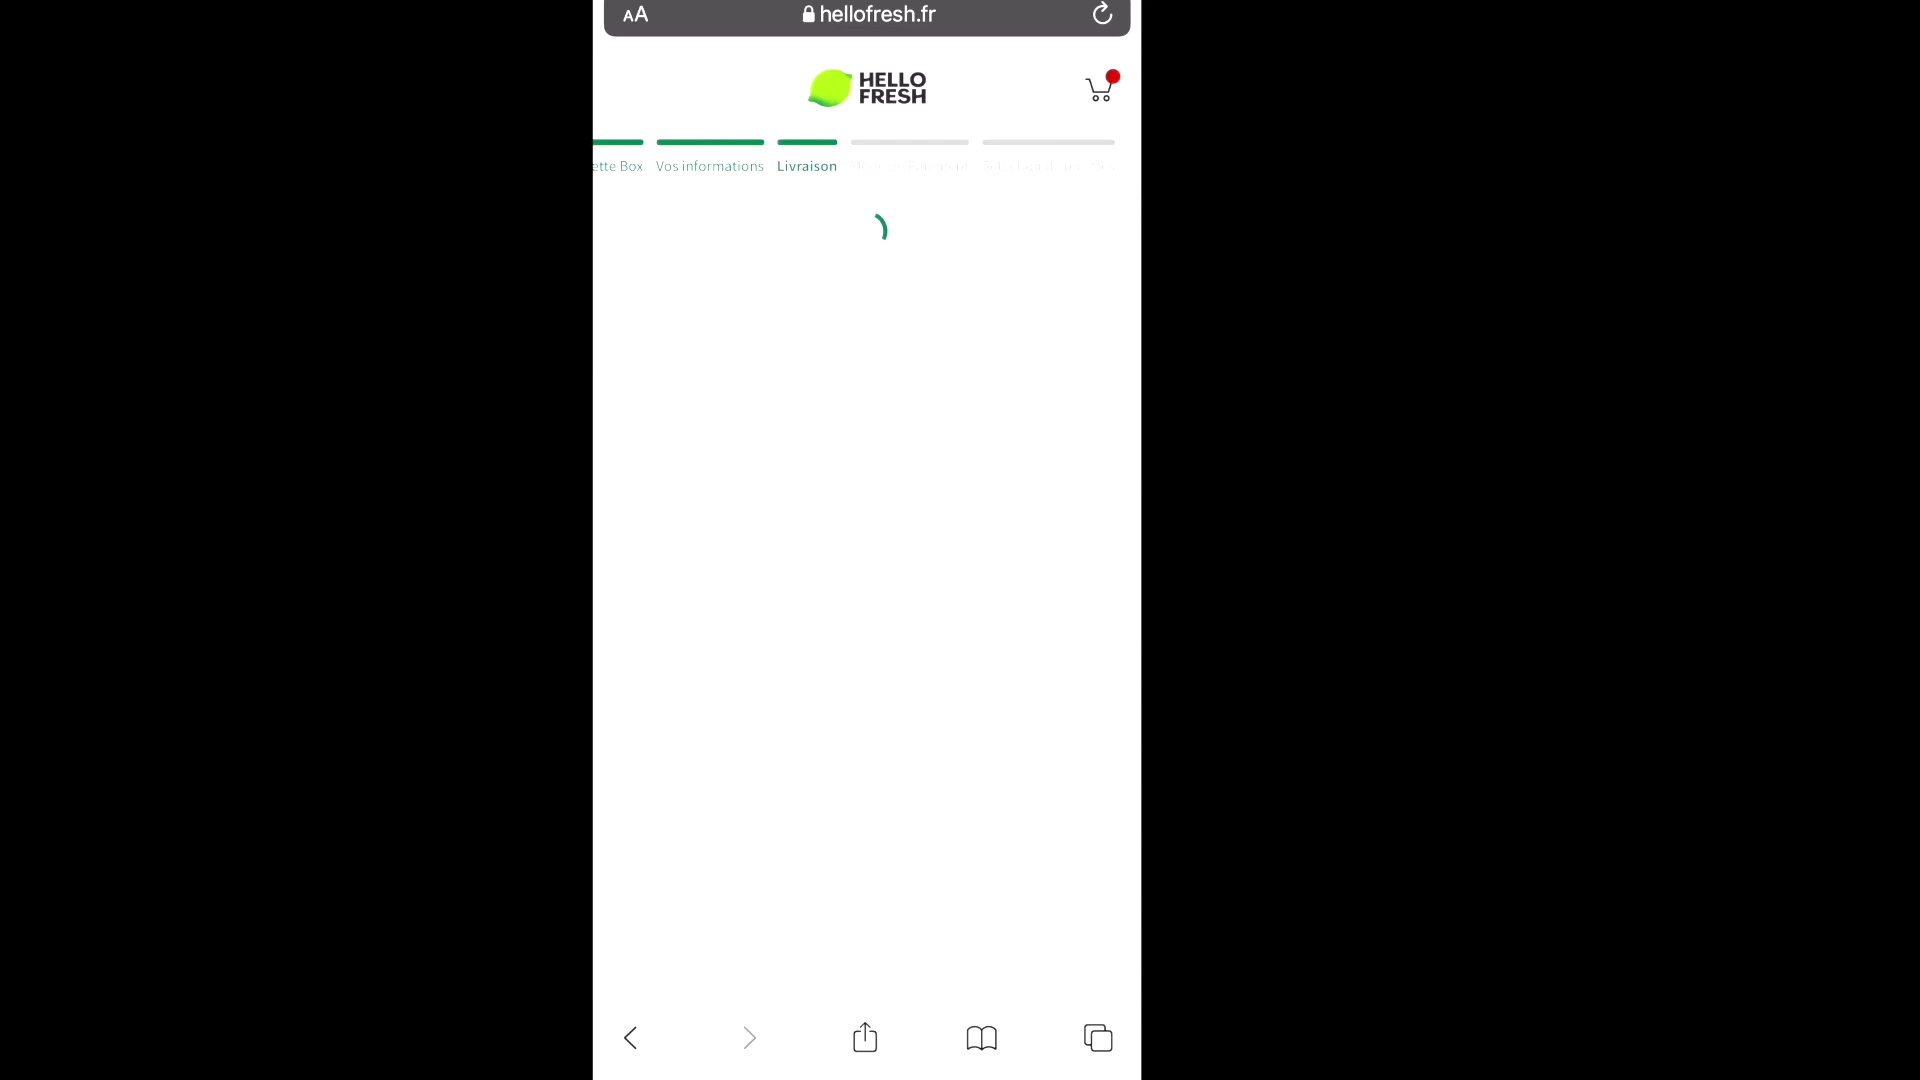 AA hellofresh.fr
HELLO
FRESH
ette Box Vos informations Livraison